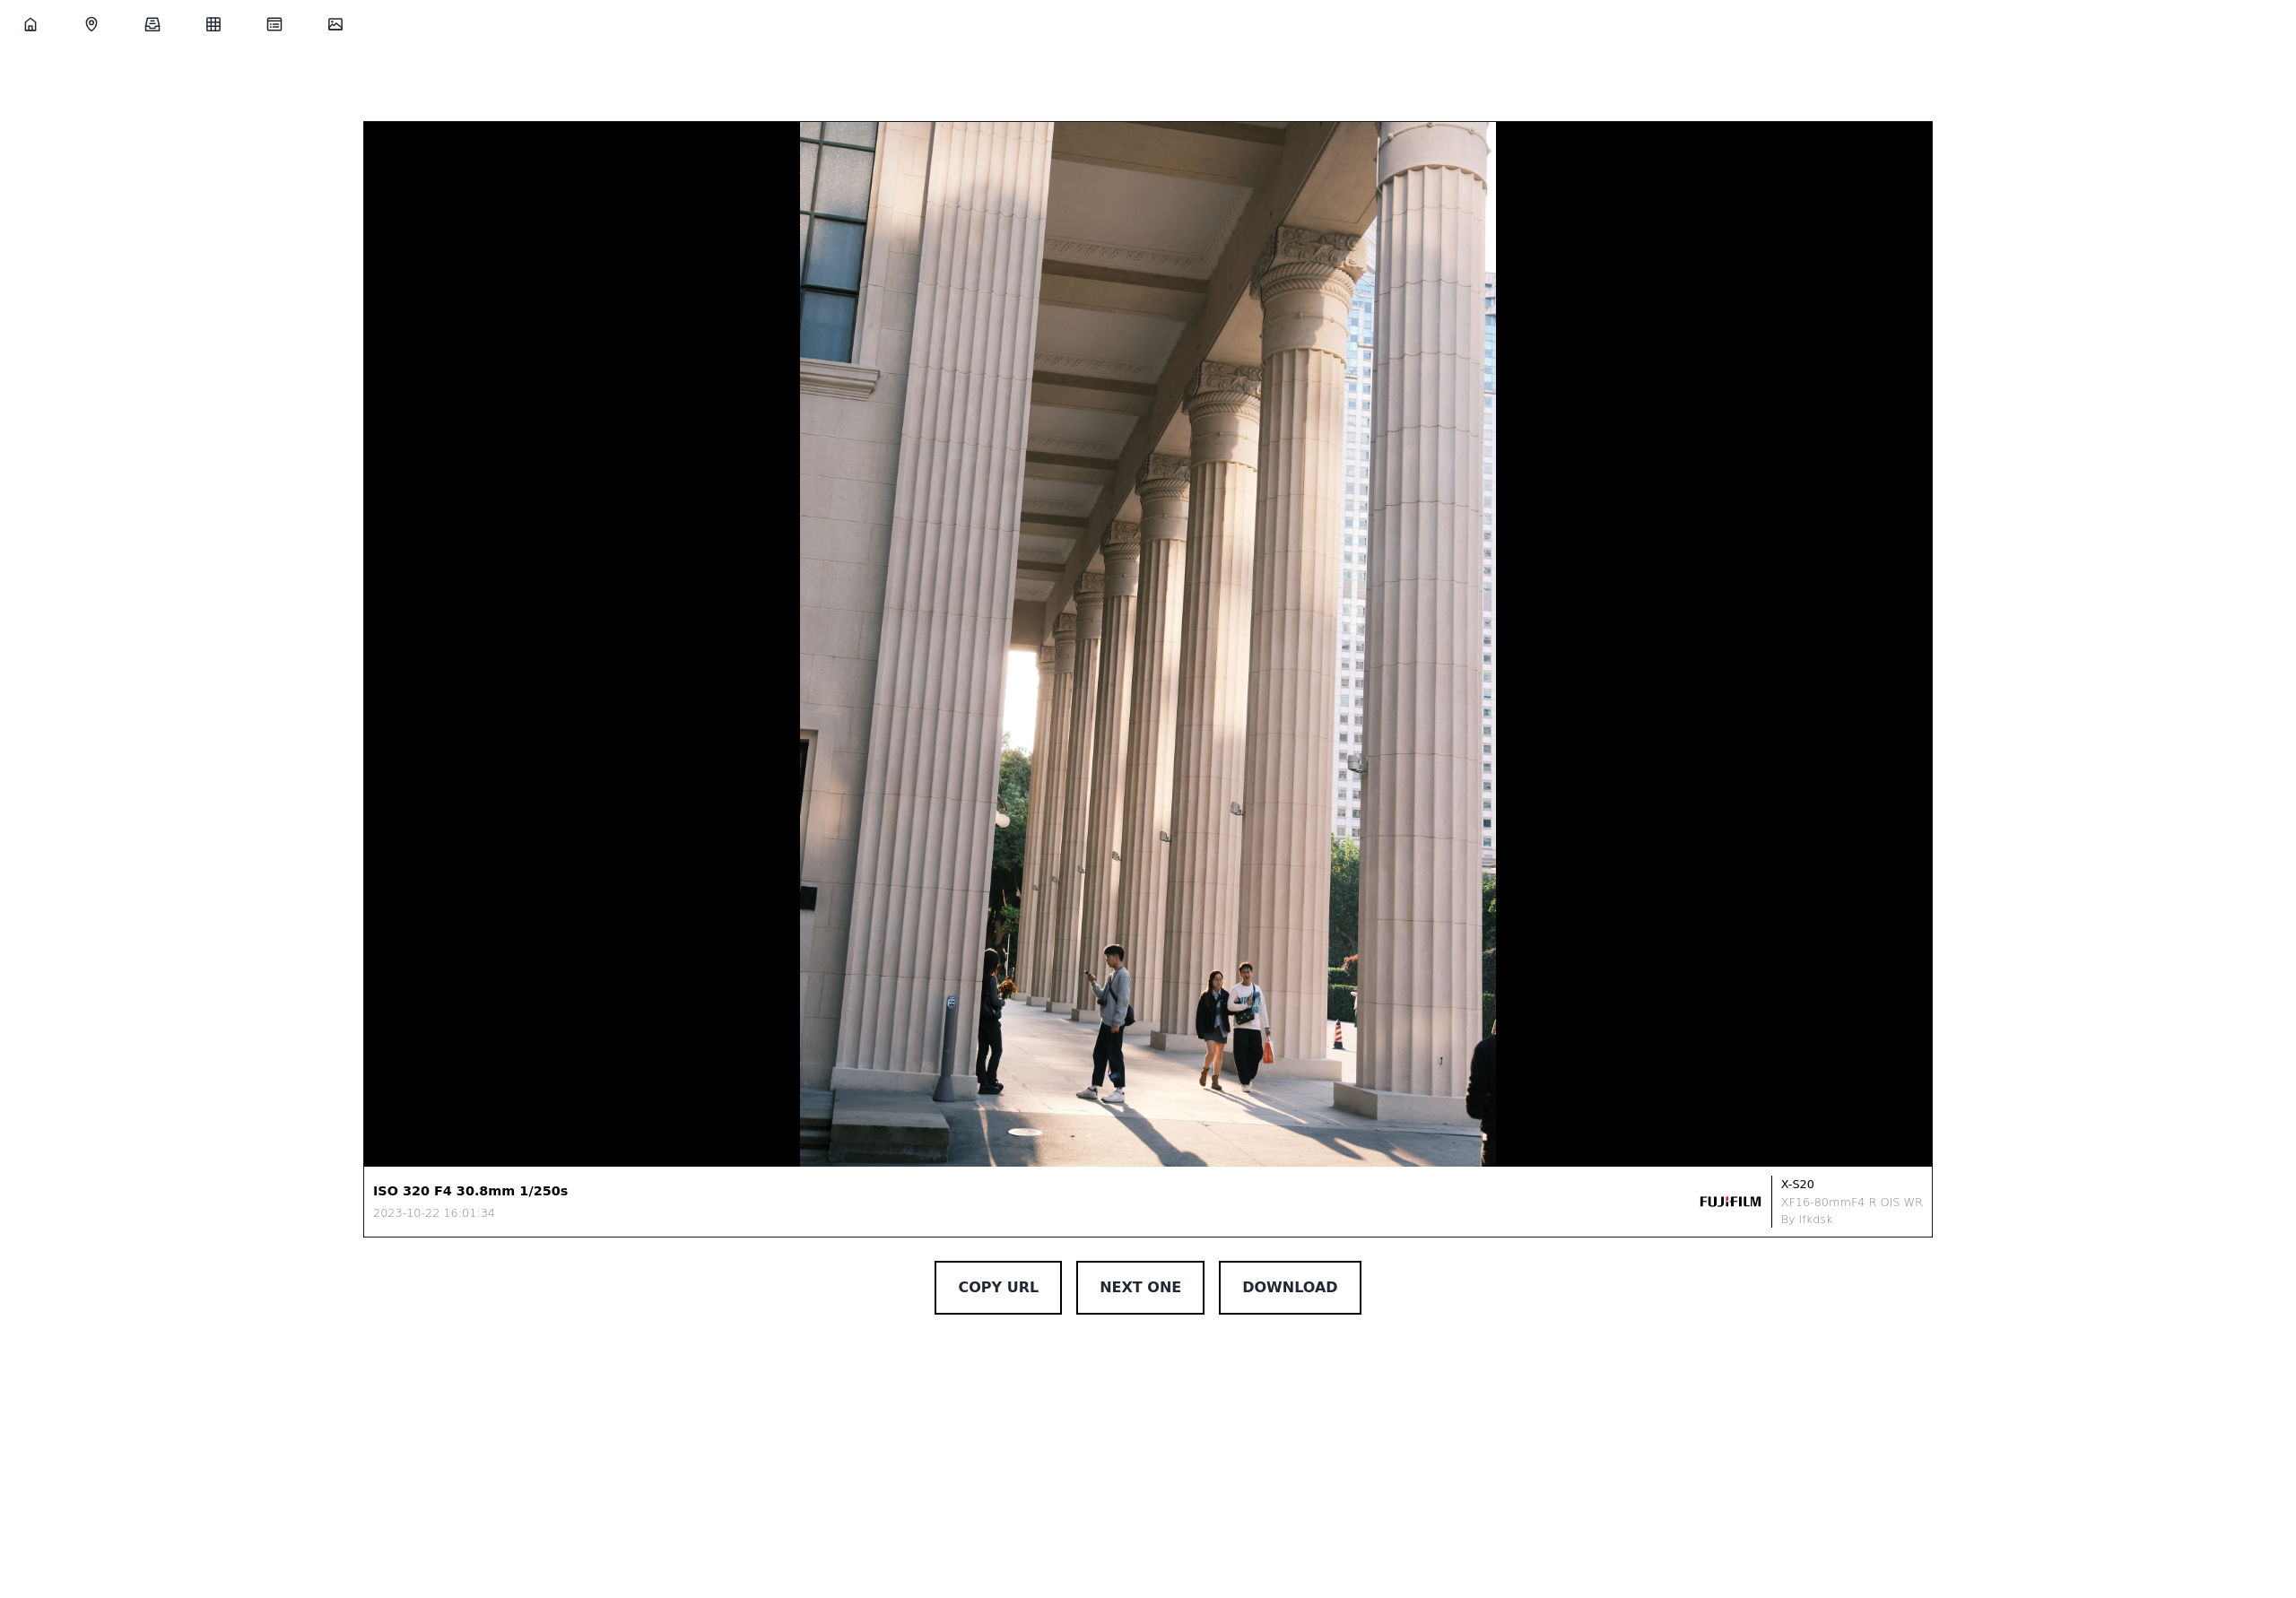 ISO 320 F4 30.8mm 1/250s
2023-10-22 16:01:34
FUJIFILM
X-S20
XF16-80mmF4 R OIS WR
By lfkdsk
COPY URL
NEXT ONE
DOWNLOAD